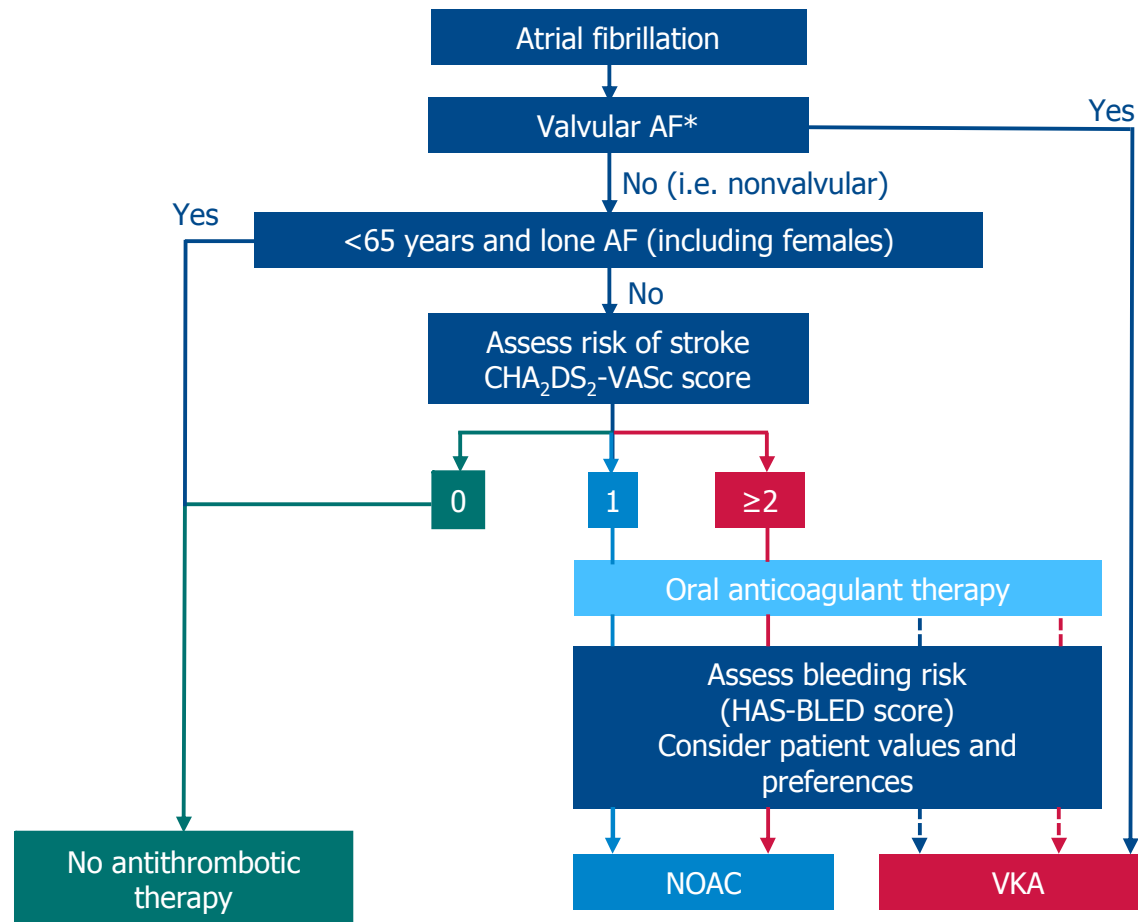 Atrial fibrillation
Valvular AF*
Yes
No (i.e. nonvalvular)
Yes
<65 years and lone AF (including females)
No
Assess risk of stroke
CHA₂DS₂-VASc score
0
1
≥2
Oral anticoagulant therapy
Assess bleeding risk
(HAS-BLED score)
Consider patient values and
preferences
No antithrombotic
therapy
NOAC
VKA